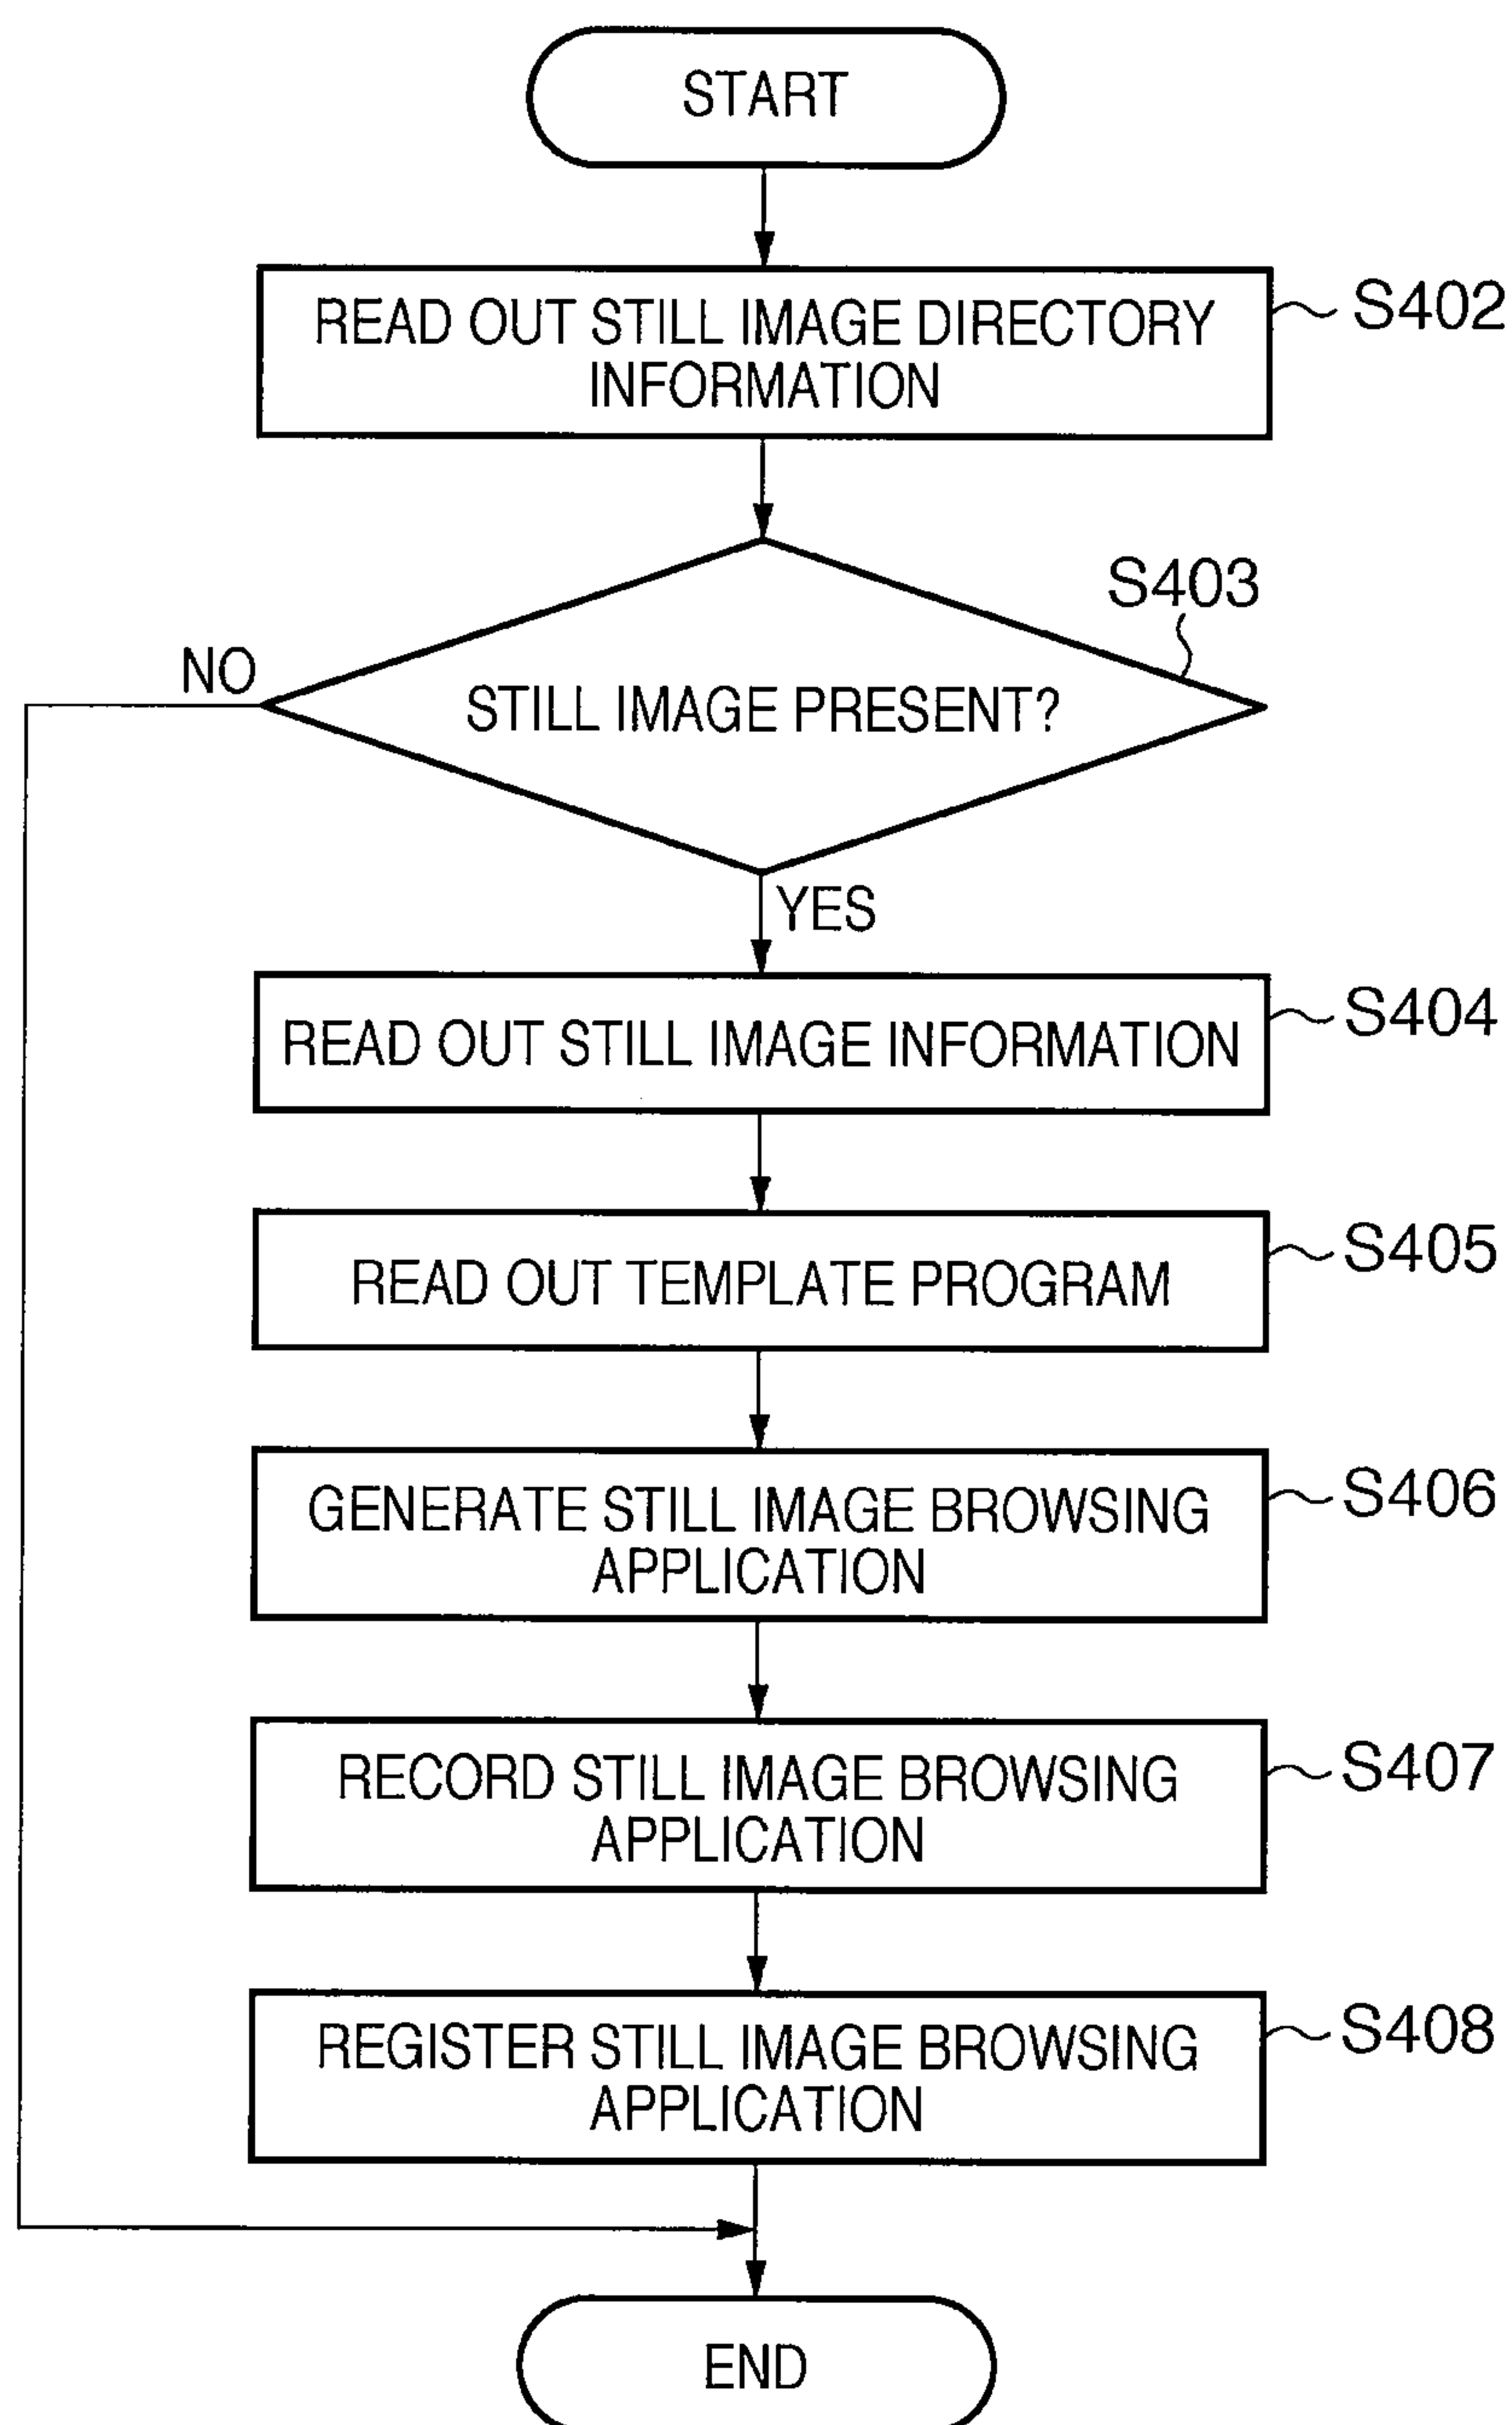 START
READ OUT STILL IMAGE DIRECTORY
INFORMATION
S402
S403
STILL IMAGE PRESENT?
NO
YES
READ OUT STILL IMAGE INFORMATION
S404
READ OUT TEMPLATE PROGRAM
S405
GENERATE STILL IMAGE BROWSING
APPLICATION
S406
RECORD STILL IMAGE BROWSING
APPLICATION
S407
REGISTER STILL IMAGE BROWSING
APPLICATION
S408
END